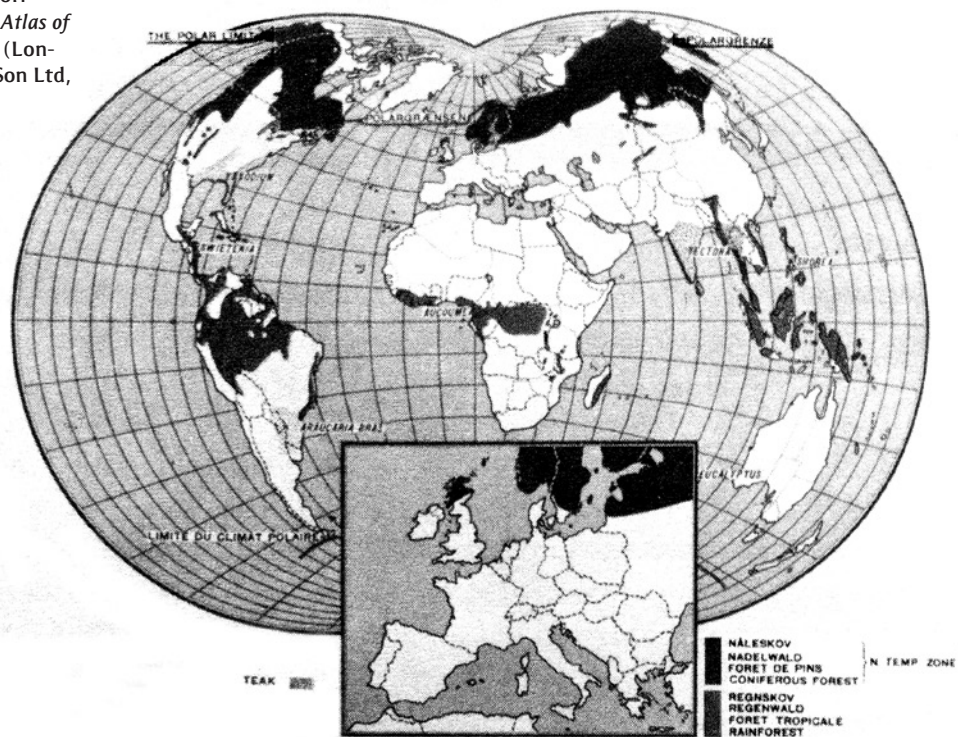 Atlas of
(Lon-
Son Ltd,
THE POLAR LIMIT
POLARGRENZE
POLARGRÆNSEN
SWIETENIA
TECTONA
SHOREA
AUCOUMEA
ARAUCARIA BRAS
EUCALYPTUS
LIMITE DU CLIMAT POLAIRE
NÅLESKOV
NADELWALD
FORET DE PINS
CONIFEROUS FOREST
N TEMP ZONE
TEAK
REGNSKOV
REGENWALD
FORET TROPICALE
RAINFOREST